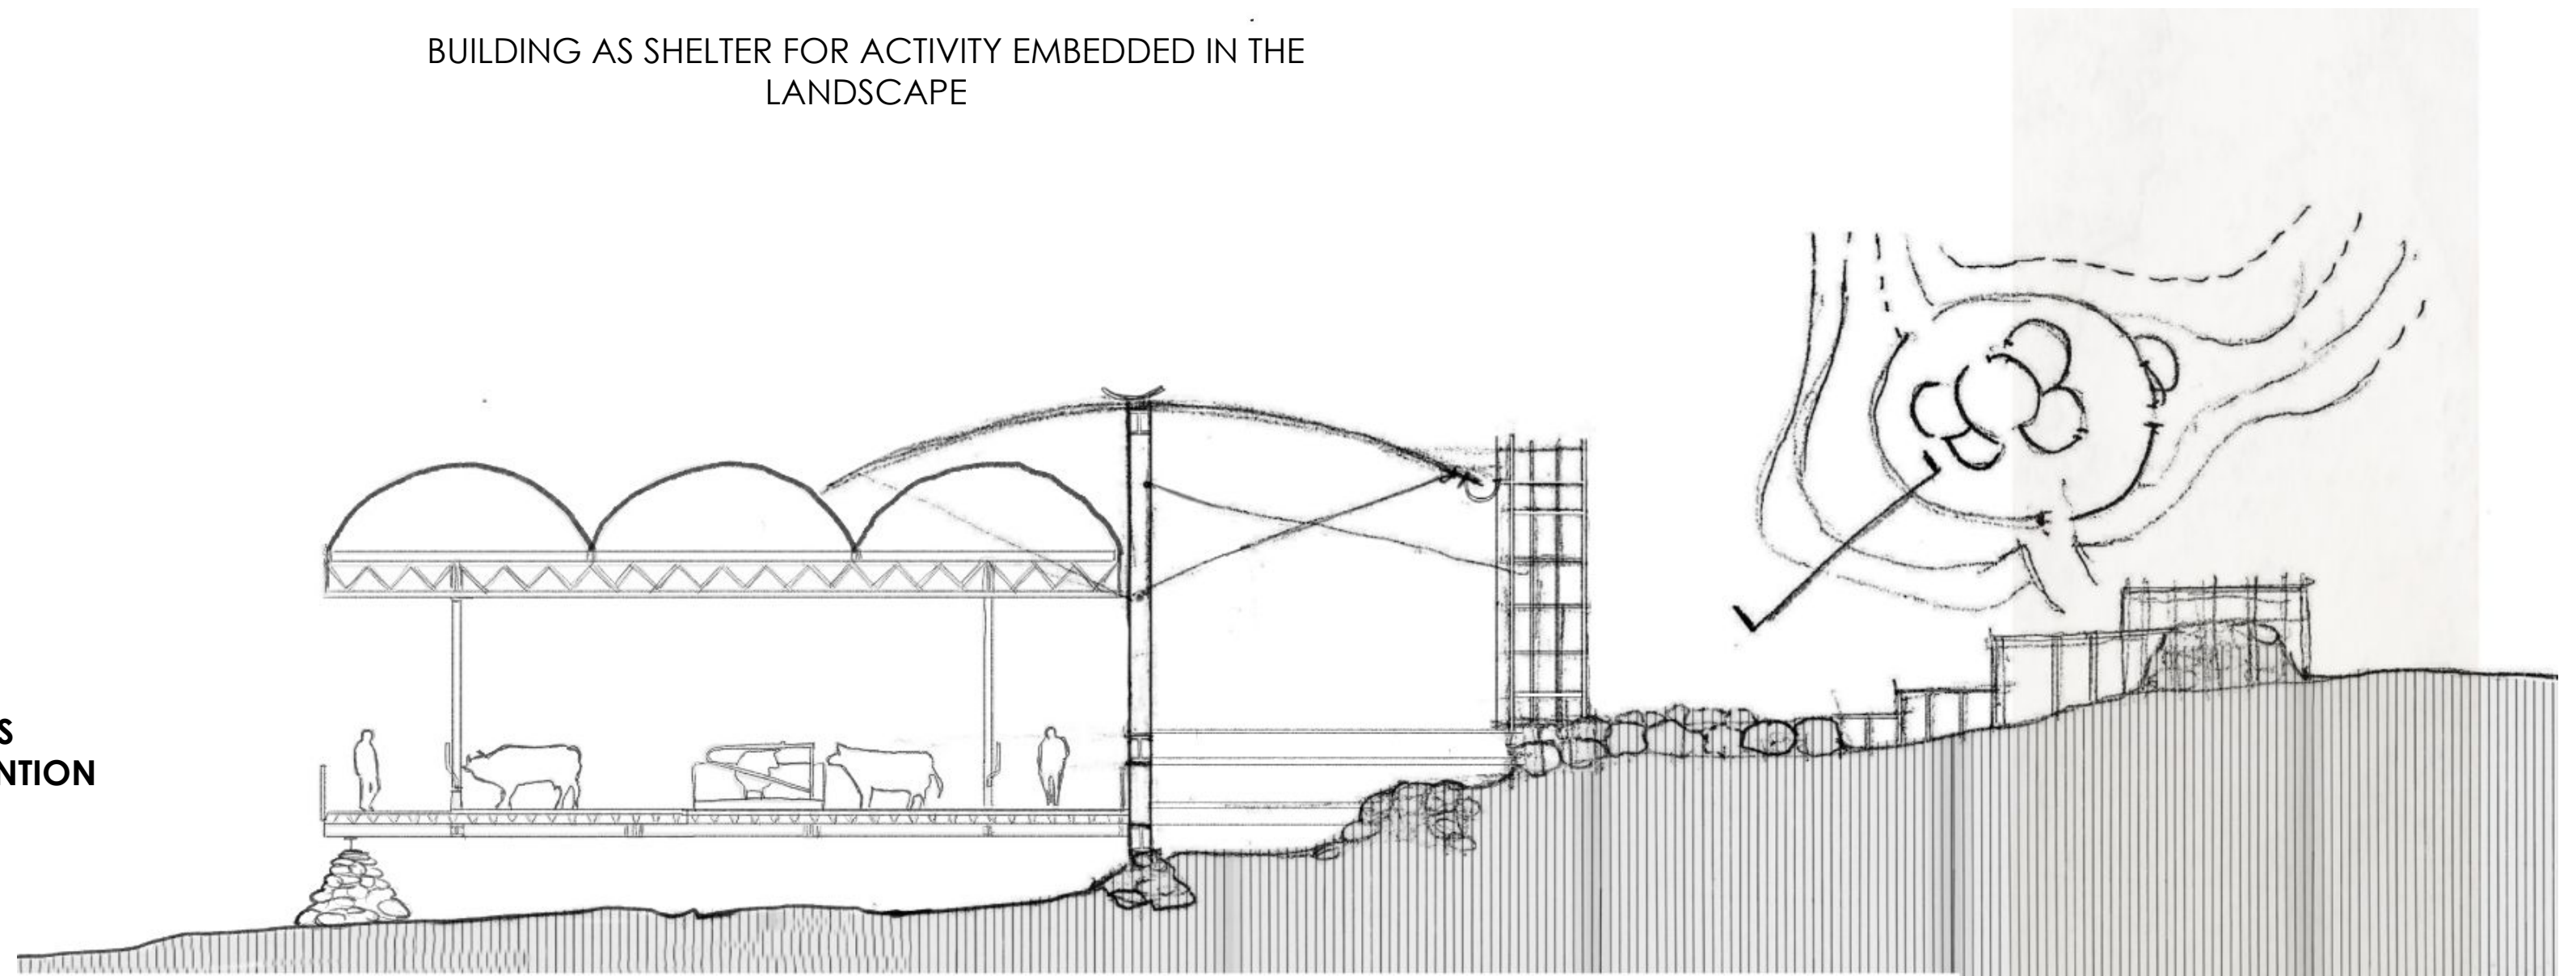 BUILDING AS SHELTER FOR ACTIVITY EMBEDDED IN THE
LANDSCAPE
S
NTION